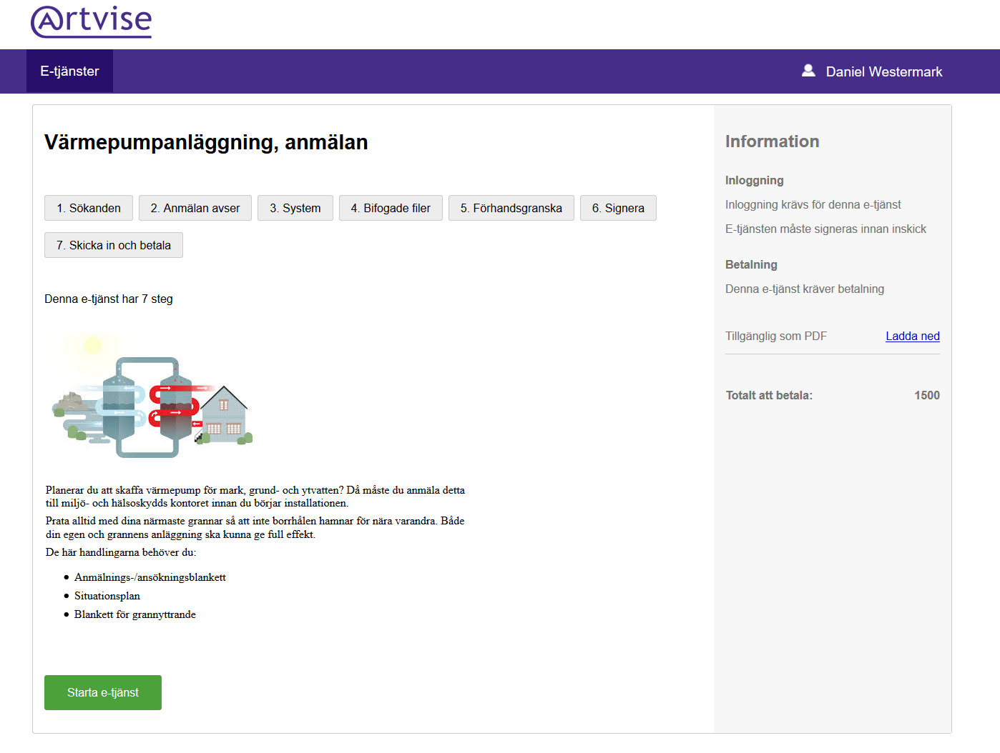 Artvise
E-tjänster
Daniel Westermark
Värmepumpanläggning, anmälan
1. Sökanden
2. Anmälan avser
3. System
4. Bifogade filer
5. Förhandsgranska
6. Signera
7. Skicka in och betala
Denna e-tjänst har 7 steg
Planerar du att skaffa värmepump för mark, grund- och ytvatten? Då måste du anmäla detta
till miljö- och hälsoskydds kontoret innan du börjar installationen.
Prata alltid med dina närmaste grannar så att inte borrhålen hamnar för nära varandra. Både
din egen och grannens anläggning ska kunna ge full effekt.
De här handlingarna behöver du:
Anmälnings-/ansökningsblankett
Situationsplan
Blankett för grannyttrande
Starta e-tjänst
Information
Inloggning
Inloggning krävs för denna e-tjänst
E-tjänsten måste signeras innan inskick
Betalning
Denna e-tjänst kräver betalning
Tillgänglig som PDF Ladda ned
Totalt att betala: 1500